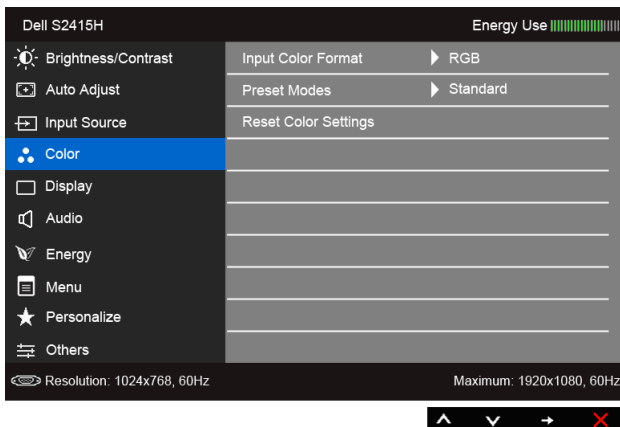 Dell S2415H Energy Use
Brightness/Contrast Input Color Format RGB
Auto Adjust Preset Modes Standard
Input Source Reset Color Settings
Color
Display
Audio
Energy
Menu
Personalize
Others
Resolution: 1024x768, 60Hz Maximum: 1920x1080, 60Hz